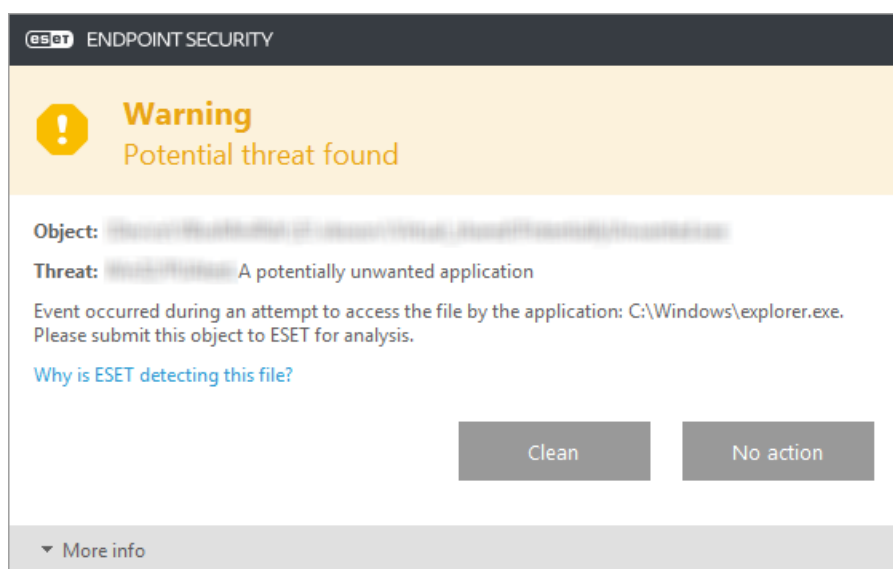 eset ENDPOINT SECURITY
Warning
Potential threat found
Object:
Threat: A potentially unwanted application
Event occurred during an attempt to access the file by the application: C:\Windows\explorer.exe.
Please submit this object to ESET for analysis.
Why is ESET detecting this file?
Clean No action
More info